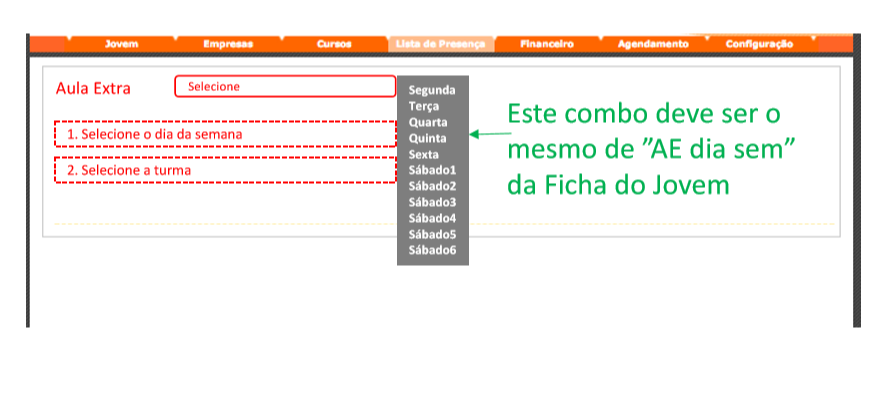 Jovem
Empresas
Cursos
Lista de Presença
Financeiro
Agendamento
Configuração
Aula Extra
Selecione
1. Selecione o dia da semana
2. Selecione a turma
Segunda
Terça
Quarta
Quinta
Sexta
Sábado1
Sábado2
Sábado3
Sábado4
Sábado5
Sábado6
Este combo deve ser o
mesmo de ”AE dia sem”
da Ficha do Jovem